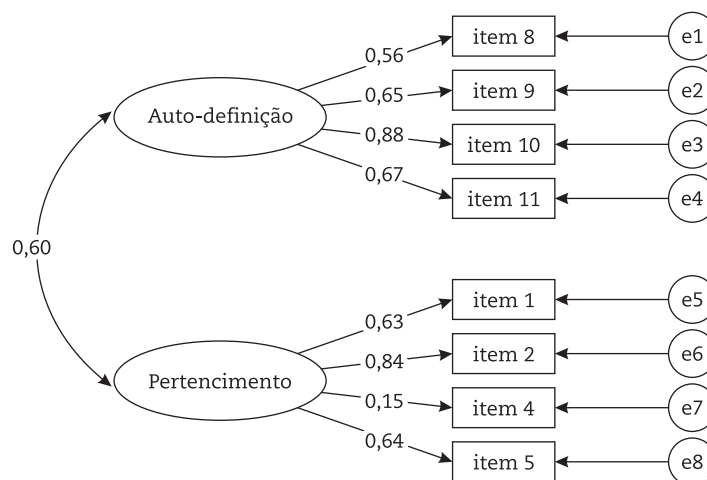 item 8
e1
0,56
item 9
e2
0,65
Auto-definição
0,88
item 10
e3
0,67
item 11
e4
0,60
item 1
e5
0,63
item 2
e6
0,84
Pertencimento
0,15
item 4
e7
0,64
item 5
e8